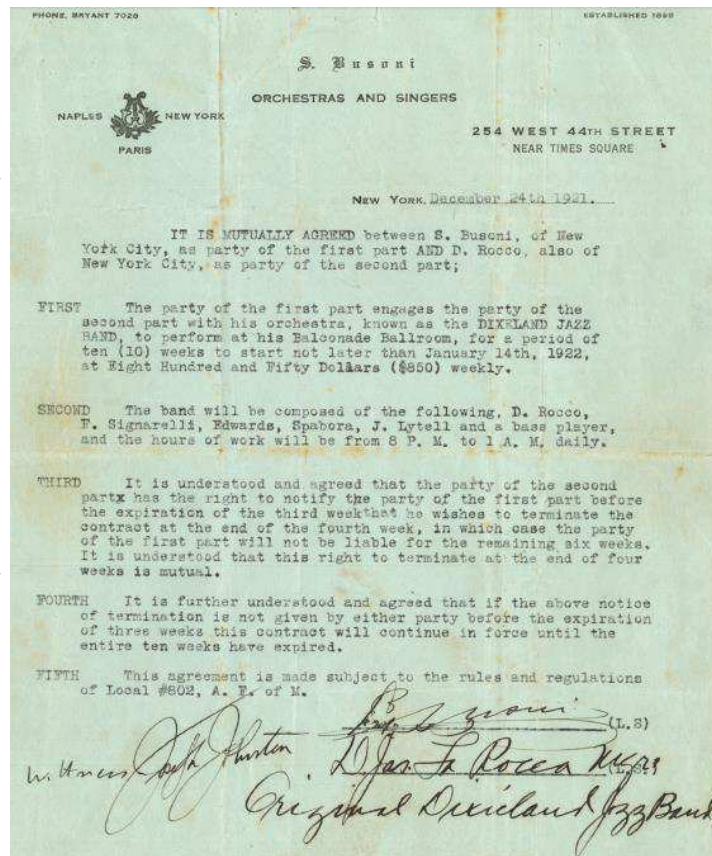 PHONE, BRYANT 7026
ESTABLISHED 1898
S. Busoni
ORCHESTRAS AND SINGERS
NAPLES NEW YORK
PARIS
254 WEST 44TH STREET
NEAR TIMES SQUARE
NEW YORK, December 24th 1921.
IT IS MUTUALLY AGREED between S. Busoni, of New
York City, as party of the first part AND D. Rocco, also of
New York City, as party of the second part;
FIRST The party of the first part engages the party of the
second part with his orchestra, known as the DIXELAND JAZZ
BAND, to perform at his Balconade Ballroom, for a period of
ten (10) weeks to start not later than January 14th, 1922,
at Eight Hundred and Fifty Dollars ($850) weekly.
SECOND The band will be composed of the following, D. Rocco,
F. Signarelli, Edwards, Spabora, J. Lytell and a bass player,
and the hours of work will be from 8 P. M. to 1 A. M. daily.
THIRD It is understood and agreed that the party of the second
partx has the right to notify the party of the first part before
the expiration of the third weekthat he wishes to terminate the
contract at the end of the fourth week, in which case the party
of the first part will not be liable for the remaining six weeks.
It is understood that this right to terminate at the end of four
weeks is mutual.
FOURTH It is further understood and agreed that if the above notice
of termination is not given by either party before the expiration
of three weeks this contract will continue in force until the
entire ten weeks have expired.
FIFTH This agreement is made subject to the rules and regulations
of Local #802, A. F. of M.
Busoni (L.S)
Witness Joseph Johnston
D. Jas. La Rocca Mgr. (L.S.)
Original Dixieland Jazz Band